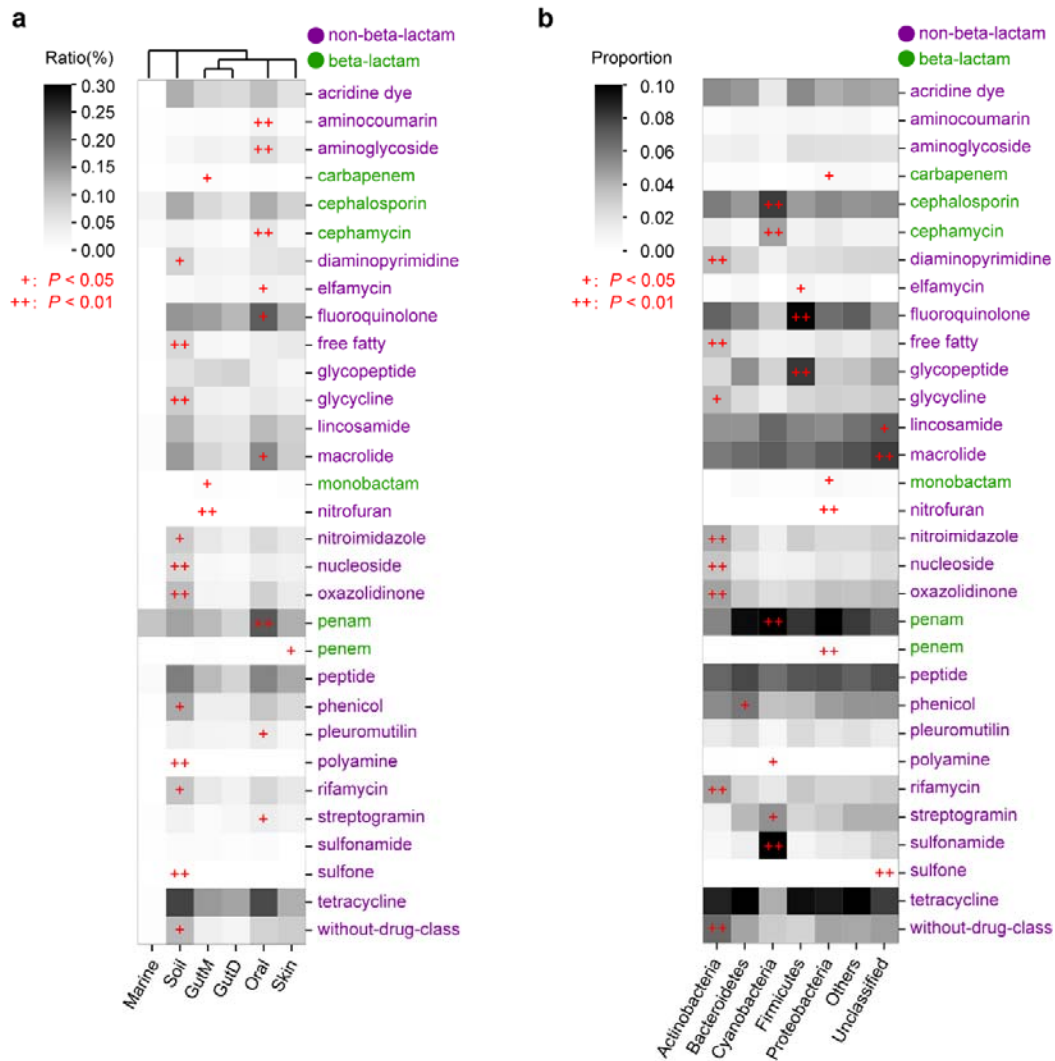 a
non-beta-lactam
beta-lactam
Ratio(%)
0.30
0.25
0.20
0.15
0.10
0.05
0.00
+: P < 0.05
++: P < 0.01
acridine dye
aminocoumarin
++
aminoglycoside
++
carbapenem
+
cephalosporin
cephamycin
++
diaminopyrimidine
+
elfamycin
+
fluoroquinolone
+
free fatty
++
glycopeptide
glycycline
++
lincosamide
macrolide
+
monobactam
+
nitrofuran
++
nitroimidazole
+
nucleoside
++
oxazolidinone
++
penam
++
penem
+
peptide
phenicol
+
pleuromutilin
+
polyamine
++
rifamycin
+
streptogramin
+
sulfonamide
sulfone
++
tetracycline
without-drug-class
+
Marine
Soil
GutM
GutD
Oral
Skin
b
non-beta-lactam
beta-lactam
Proportion
0.10
0.08
0.06
0.04
0.02
0.00
+: P < 0.05
++: P < 0.01
acridine dye
aminocoumarin
aminoglycoside
carbapenem
+
cephalosporin
++
cephamycin
++
diaminopyrimidine
++
elfamycin
+
fluoroquinolone
++
free fatty
++
glycopeptide
++
glycycline
+
lincosamide
+
macrolide
++
monobactam
+
nitrofuran
++
nitroimidazole
++
nucleoside
++
oxazolidinone
++
penam
++
penem
++
peptide
phenicol
+
pleuromutilin
polyamine
+
rifamycin
++
streptogramin
+
sulfonamide
++
sulfone
++
tetracycline
without-drug-class
++
Actinobacteria
Bacteroidetes
Cyanobacteria
Firmicutes
Proteobacteria
Others
Unclassified